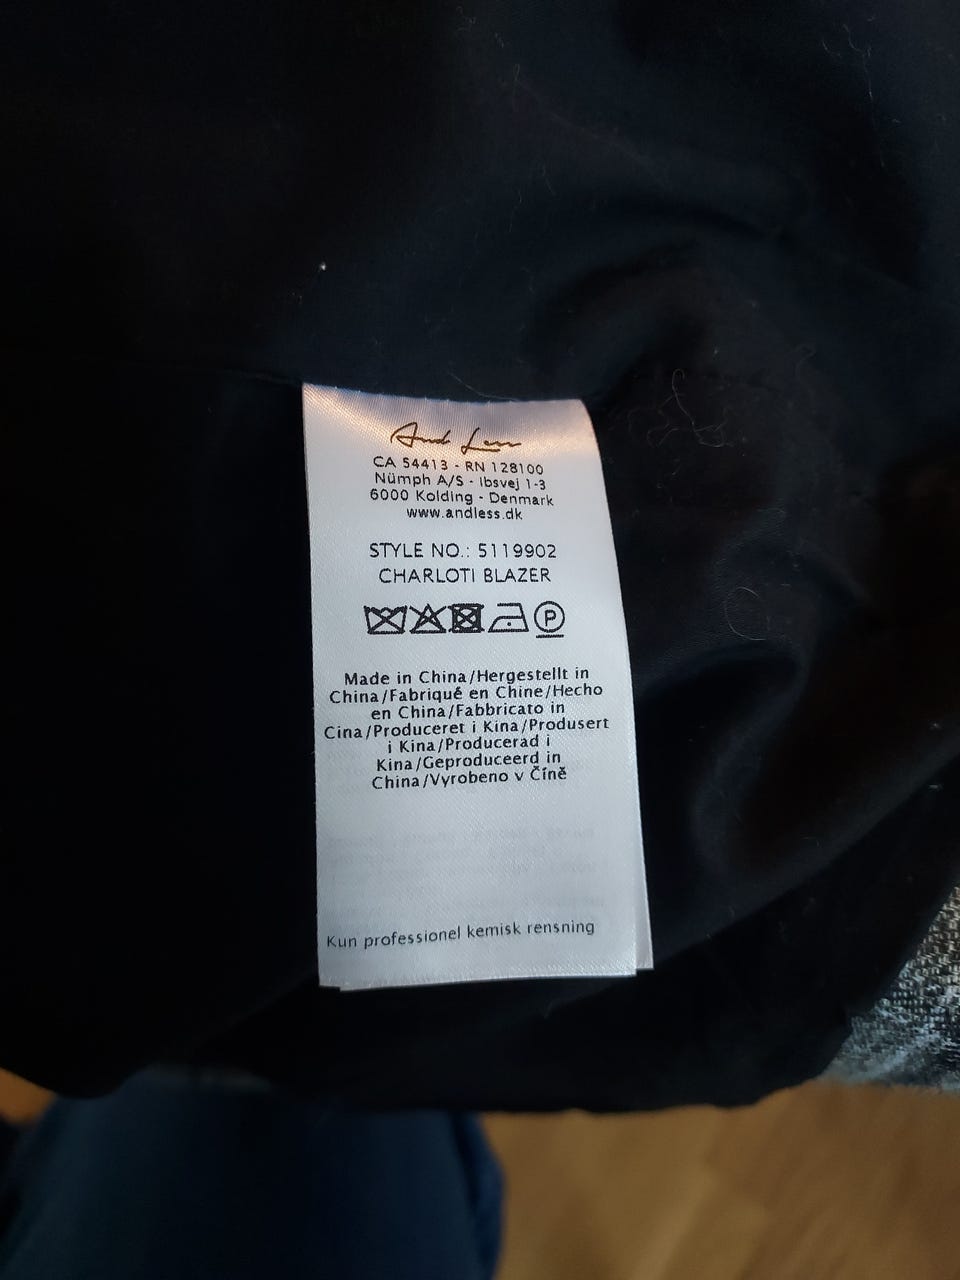 And Less
CA 54413 - RN 128100
Nümph A/S - Ibsvej 1-3
6000 Kolding - Denmark
www.andless.dk
STYLE NO.: 5119902
CHARLOTI BLAZER
P
Made in China/Hergestellt in
China/Fabriqué en Chine/Hecho
en China/Fabbricato in
Cina/Produceret i Kina/Produsert
i Kina/Producerad i
Kina/Geproduceerd in
China/Vyrobeno v Číně
Kun professionel kemisk rensning